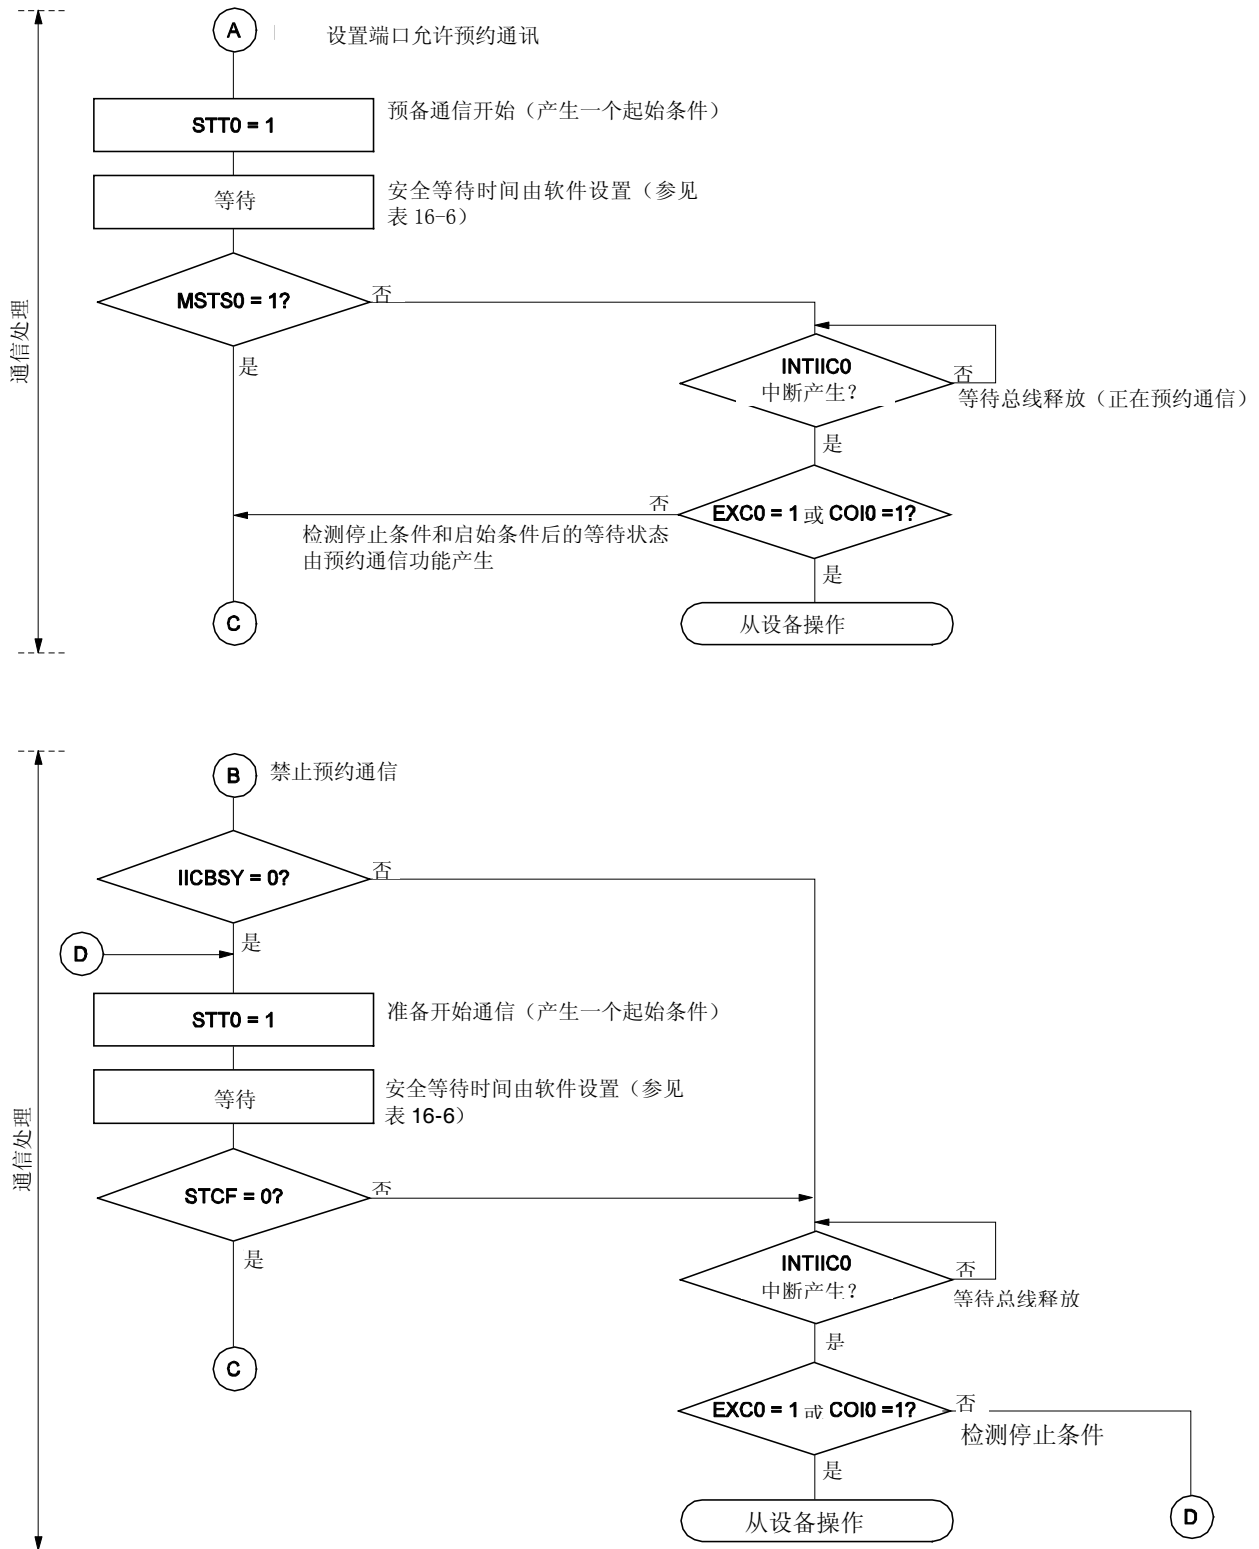 A
设置端口允许预约通讯
STT0 = 1
预备通信开始（产生一个起始条件）
等待
安全等待时间由软件设置（参见
表 16-6）
MSTS0 = 1?
否
是
INTIIC0
中断产生？
否
等待总线释放（正在预约通信）
是
EXC0 = 1 或 COI0 =1?
否
检测停止条件和启始条件后的等待状态
由预约通信功能产生
是
C
从设备操作
通信处理
B
禁止预约通信
IICBSY = 0?
否
是
D
STT0 = 1
准备开始通信（产生一个起始条件）
等待
安全等待时间由软件设置（参见
表 16-6）
STCF = 0?
否
是
INTIIC0
中断产生？
否
等待总线释放
是
C
EXC0 = 1 或 COI0 =1?
否
检测停止条件
是
从设备操作
D
通信处理